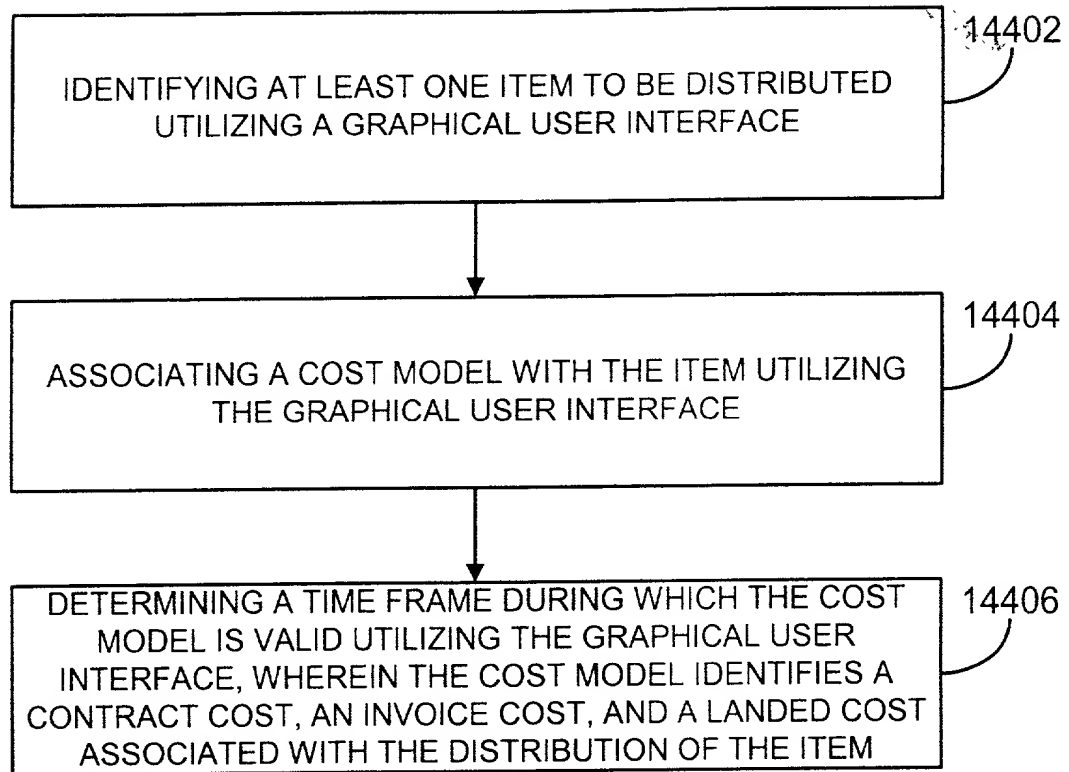 14402
IDENTIFYING AT LEAST ONE ITEM TO BE DISTRIBUTED
UTILIZING A GRAPHICAL USER INTERFACE
14404
ASSOCIATING A COST MODEL WITH THE ITEM UTILIZING
THE GRAPHICAL USER INTERFACE
14406
DETERMINING A TIME FRAME DURING WHICH THE COST
MODEL IS VALID UTILIZING THE GRAPHICAL USER
INTERFACE, WHEREIN THE COST MODEL IDENTIFIES A
CONTRACT COST, AN INVOICE COST, AND A LANDED COST
ASSOCIATED WITH THE DISTRIBUTION OF THE ITEM